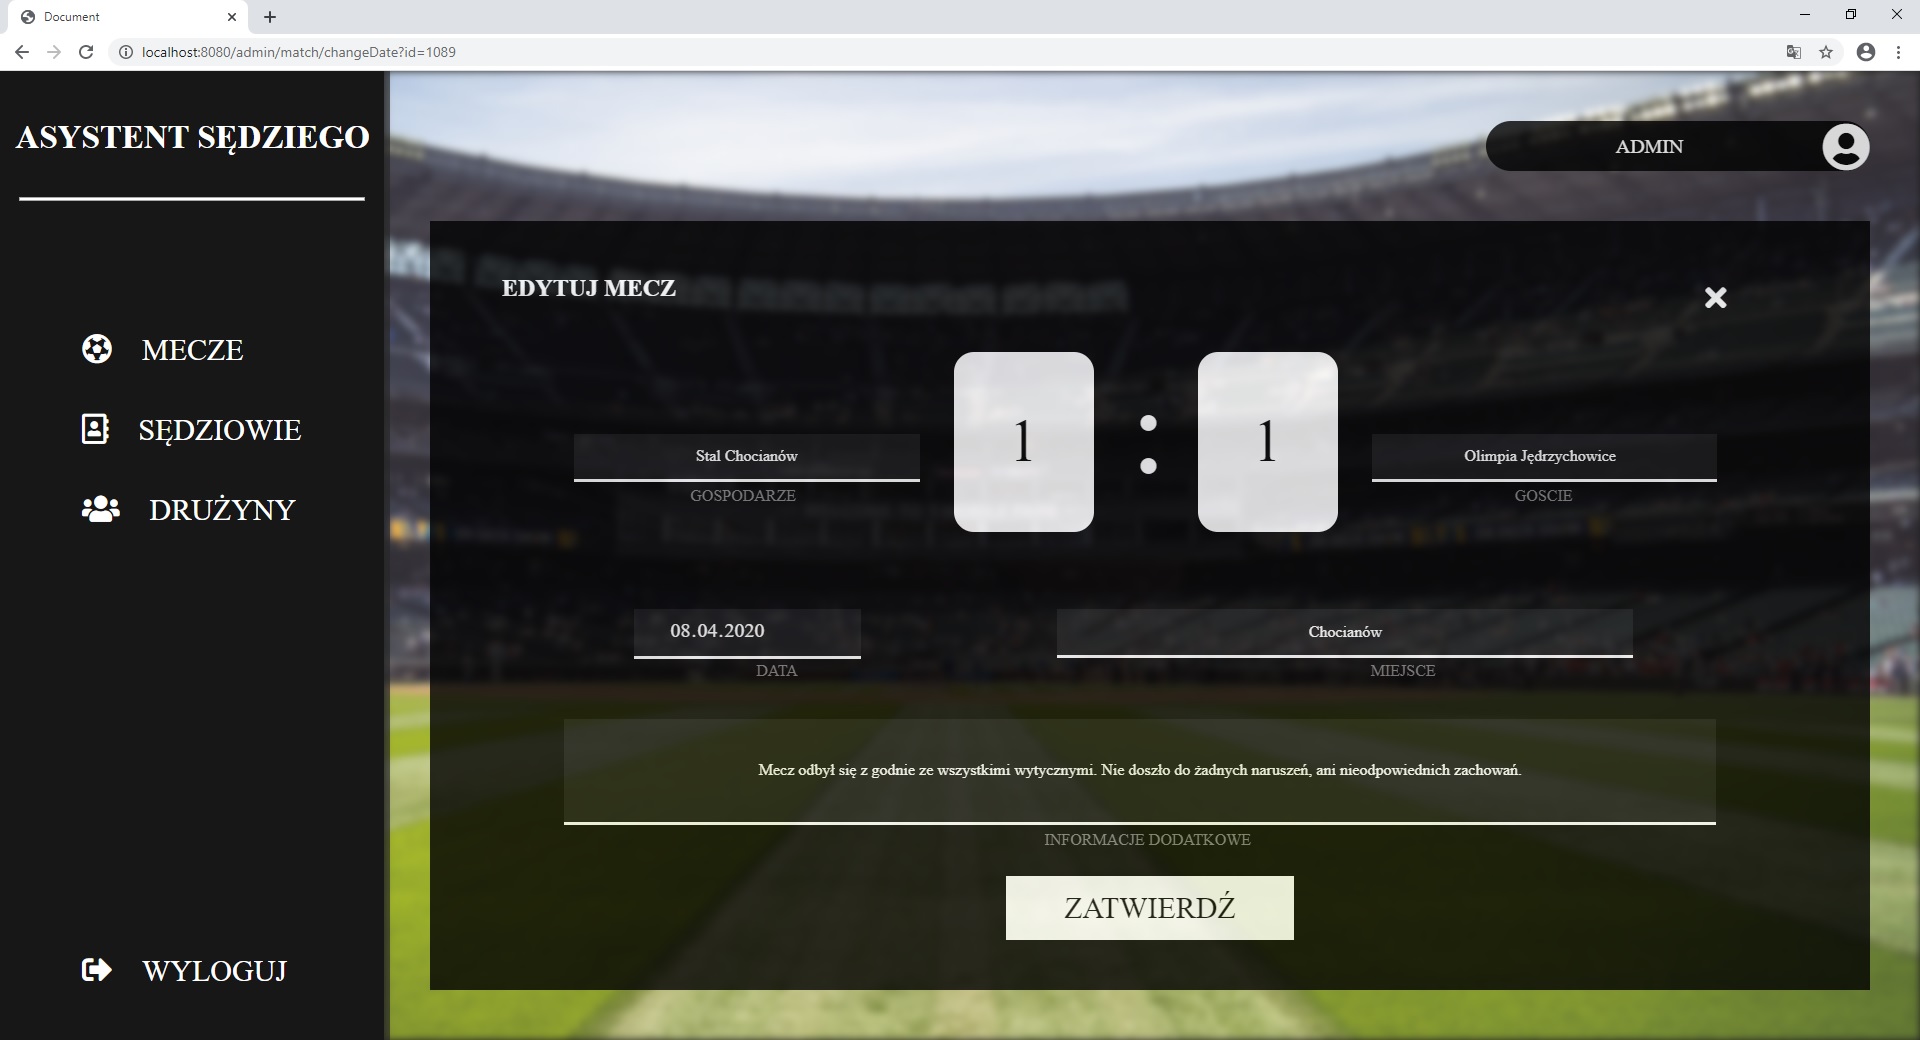 Document
localhost:8080/admin/match/changeDate?id=1089
ASYSTENT SĘDZIEGO
MECZE
SĘDZIOWIE
DRUŻYNY
WYLOGUJ
ADMIN
EDYTUJ MECZ
1 : 1
Stal Chocianów
GOSPODARZE
Olimpia Jędrzychowice
GOSCIE
08.04.2020
DATA
Chocianów
MIEJSCE
Mecz odbył się z godnie ze wszystkimi wytycznymi. Nie doszło do żadnych naruszeń, ani nieodpowiednich zachowań.
INFORMACJE DODATKOWE
ZATWIERDŹ